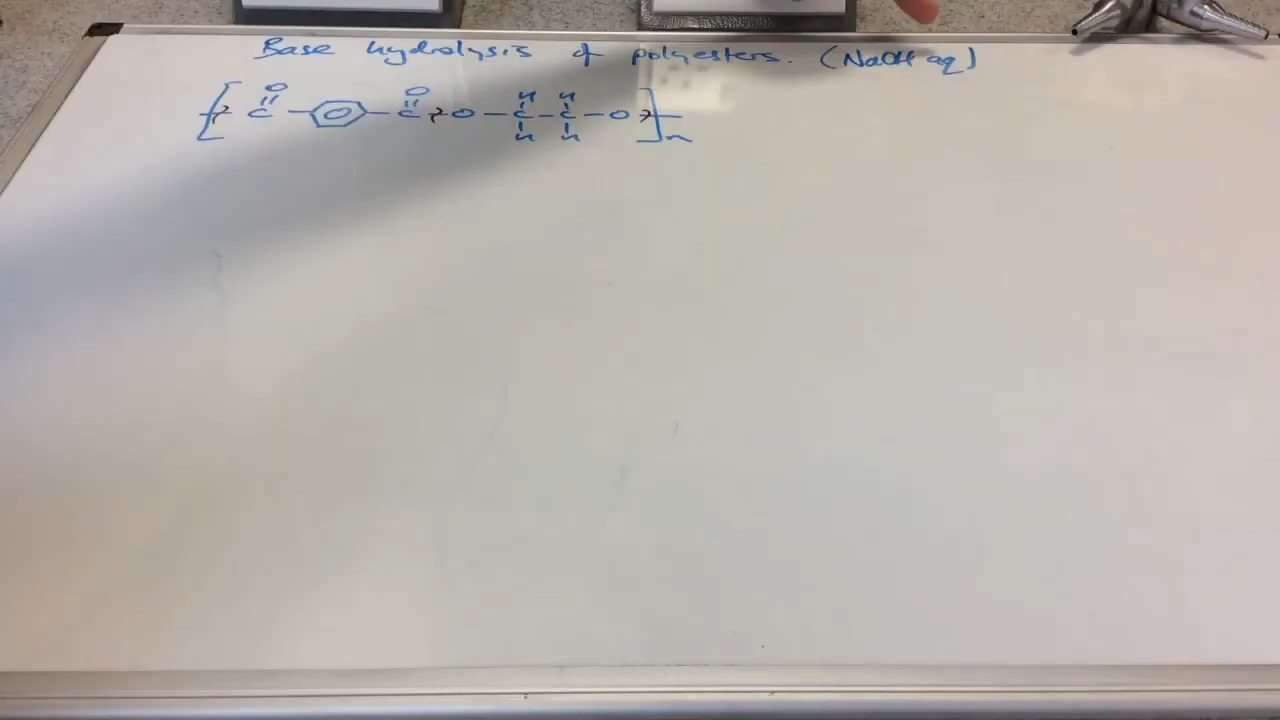 Base hydrolysis of polyesters. (NaOH aq)
O O H H
C C O C C O
H H n